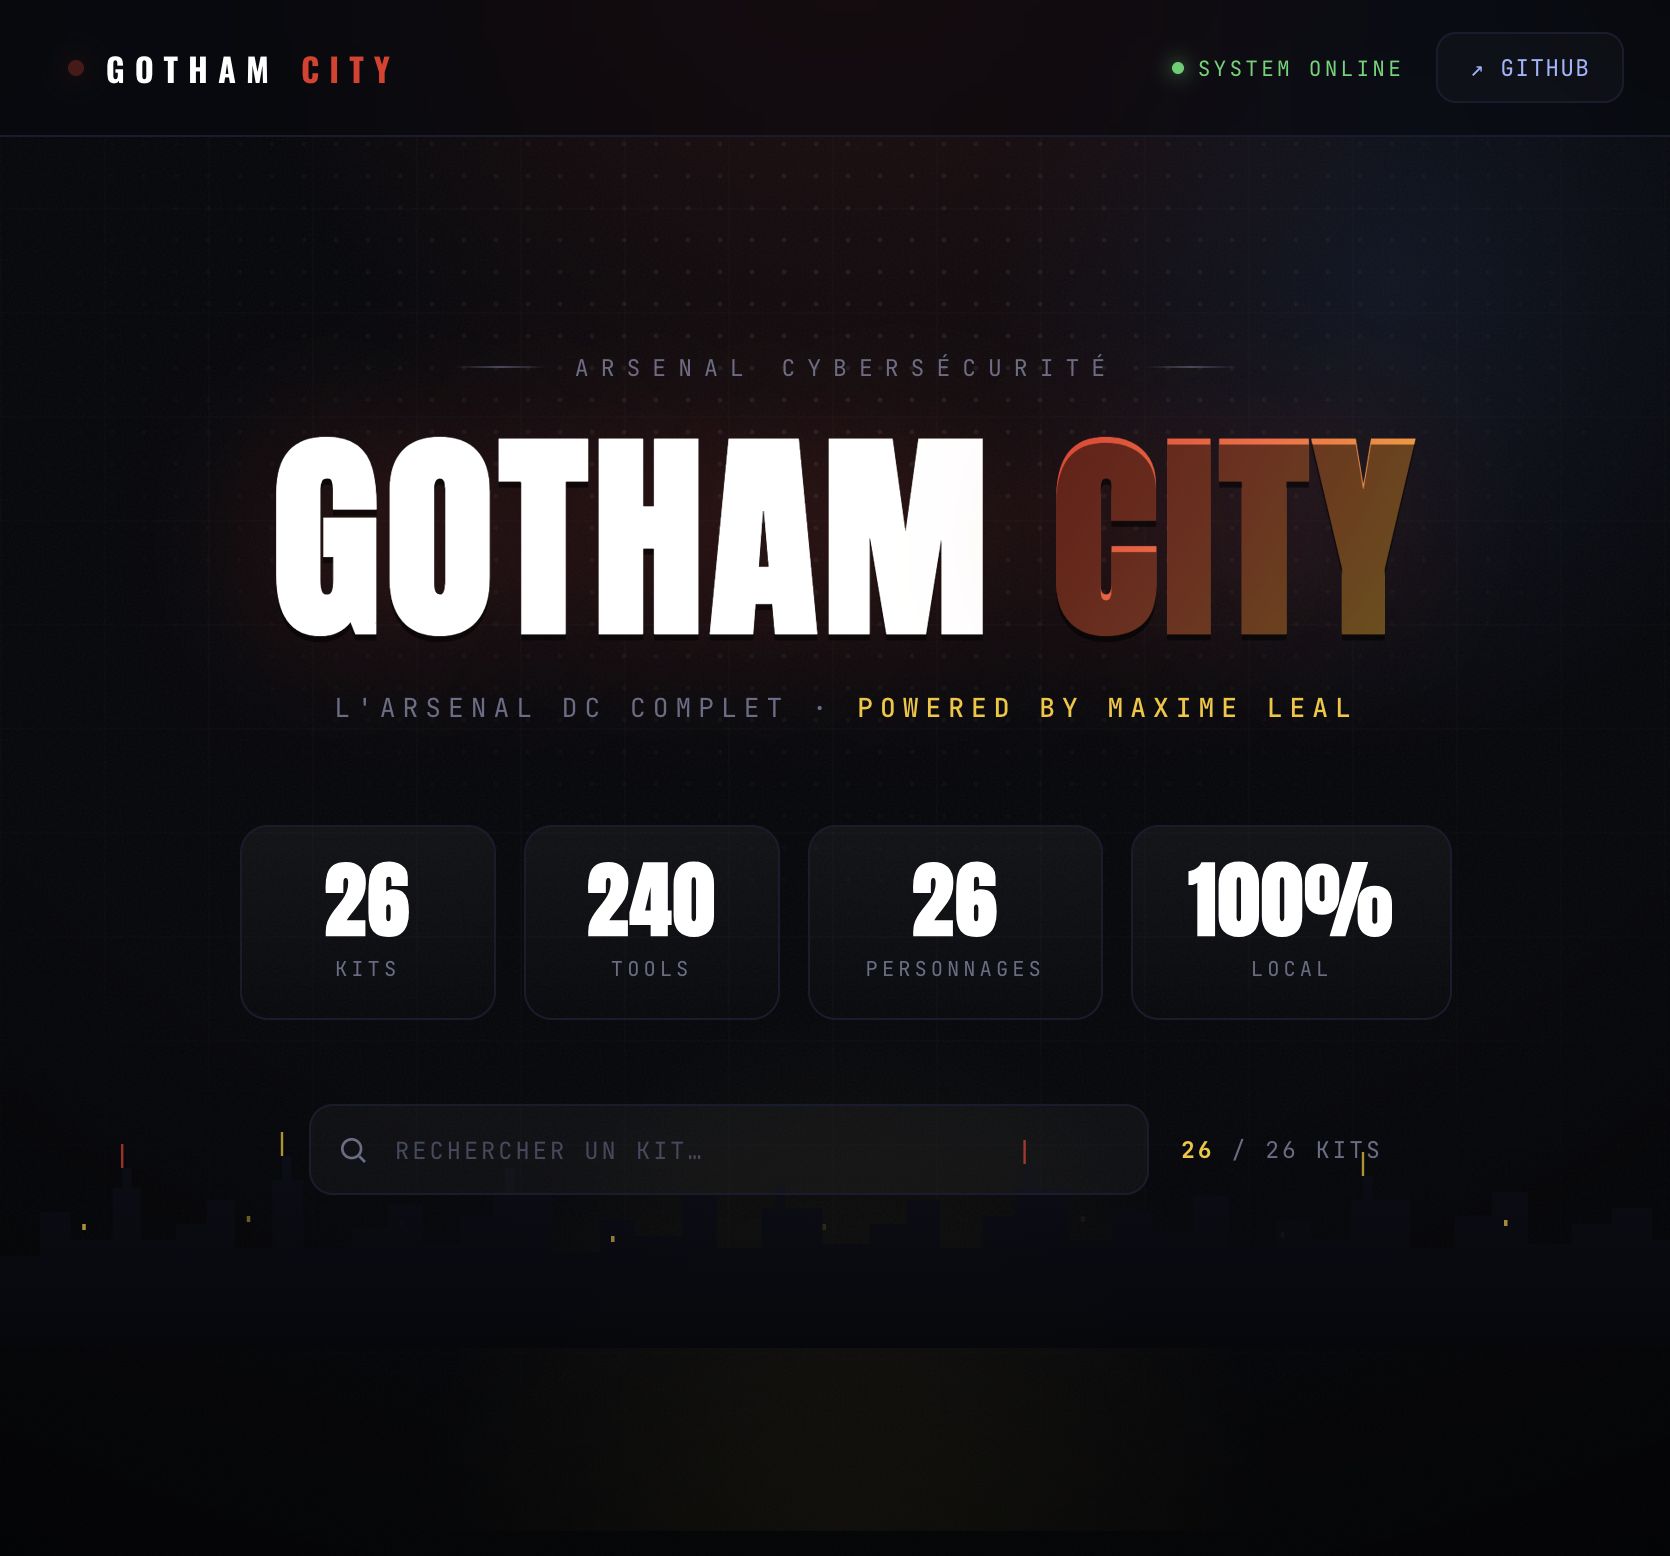 GOTHAM CITY
SYSTEM ONLINE
↗ GITHUB
ARSENAL CYBERSÉCURITÉ
GOTHAM CITY
L'ARSENAL DC COMPLET · POWERED BY MAXIME LEAL
26
KITS
240
TOOLS
26
PERSONNAGES
100%
LOCAL
RECHERCHER UN KIT…
26 / 26 KITS